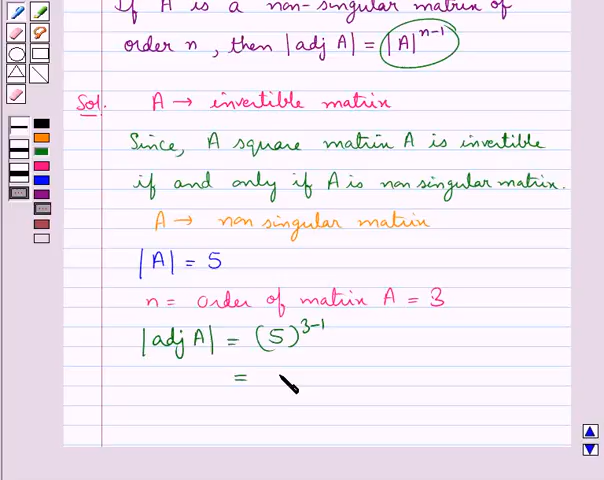 If A is a non-singular matrix of
order n, then |adj A| = |A|^{n-1}
Sol. A → invertible matrix
Since, A square matrix A is invertible
if and only if A is non singular matrix.
A → non singular matrix
|A| = 5
n = order of matrix A = 3
|adj A| = (5)^{3-1}
=